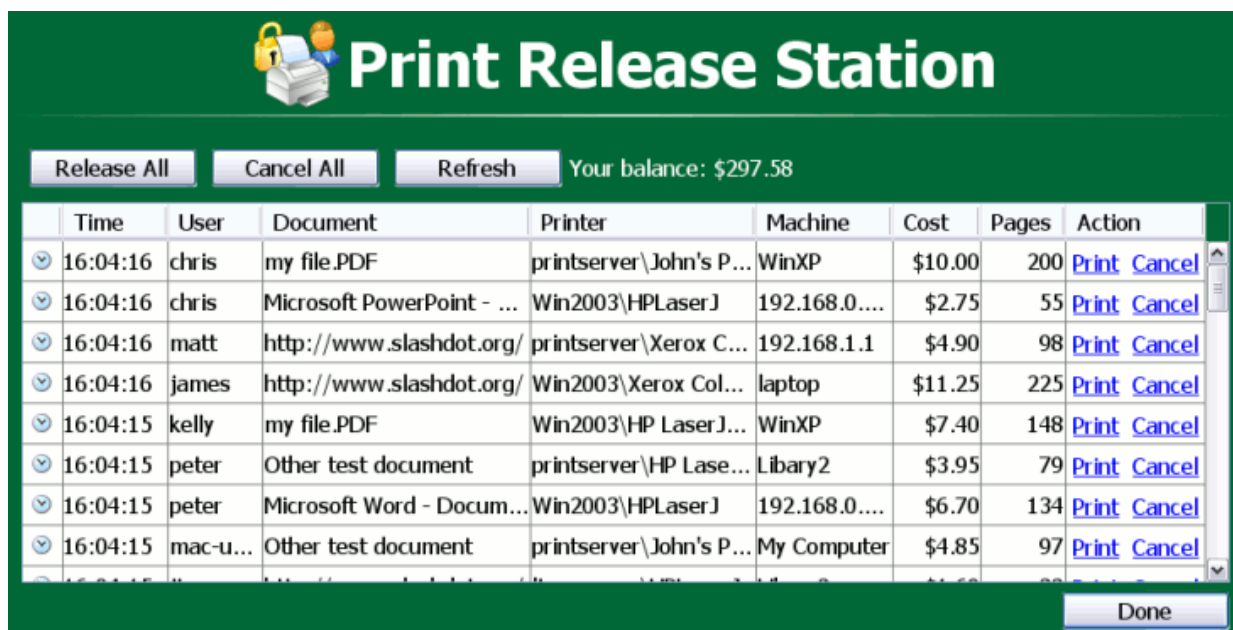 Print Release Station
Release All Cancel All Refresh Your balance: $297.58
Time User Document Printer Machine Cost Pages Action
16:04:16 chris my file.PDF printserver\John's P... WinXP $10.00 200 Print Cancel
16:04:16 chris Microsoft PowerPoint - ... Win2003\HPLaserJ 192.168.0.... $2.75 55 Print Cancel
16:04:16 matt http://www.slashdot.org/ printserver\Xerox C... 192.168.1.1 $4.90 98 Print Cancel
16:04:16 james http://www.slashdot.org/ Win2003\Xerox Col... laptop $11.25 225 Print Cancel
16:04:15 kelly my file.PDF Win2003\HP LaserJ... WinXP $7.40 148 Print Cancel
16:04:15 peter Other test document printserver\HP Lase... Libary2 $3.95 79 Print Cancel
16:04:15 peter Microsoft Word - Docum... Win2003\HPLaserJ 192.168.0.... $6.70 134 Print Cancel
16:04:15 mac-u... Other test document printserver\John's P... My Computer $4.85 97 Print Cancel
Done